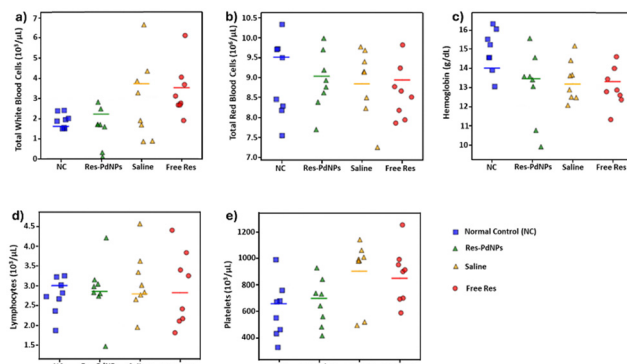 a)
Total White Blood Cells (10³/µL)
7
6
5
4
3
2
1
0
NC
Res-PdNPs
Saline
Free Res
b)
Total Red Blood Cells (10⁶/µL)
10.5
10.0
9.5
9.0
8.5
8.0
7.5
7.0
NC
Res-PdNPs
Saline
Free Res
c)
Hemoglobin (g/dL)
16
15
14
13
12
11
10
NC
Res-PdNPs
Saline
Free Res
d)
Lymphocytes (10³/µL)
4.5
4.0
3.5
3.0
2.5
2.0
1.5
e)
Platelets (10³/µL)
1200
1000
800
600
400
Normal Control (NC)
Res-PdNPs
Saline
Free Res